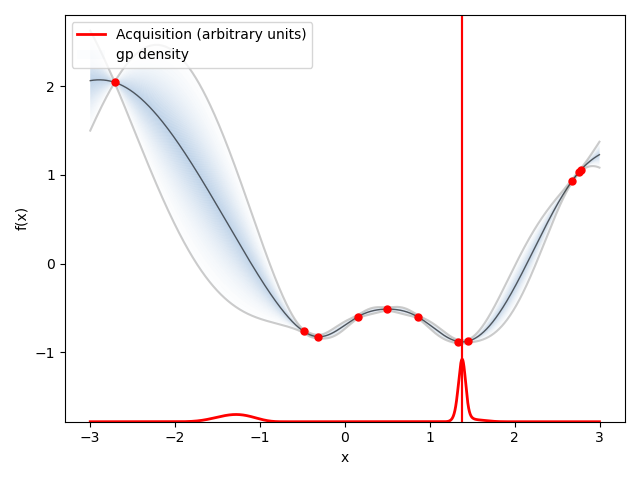 Acquisition (arbitrary units)
gp density
f(x)
2
1
0
−1
−3
−2
−1
0
1
2
3
x